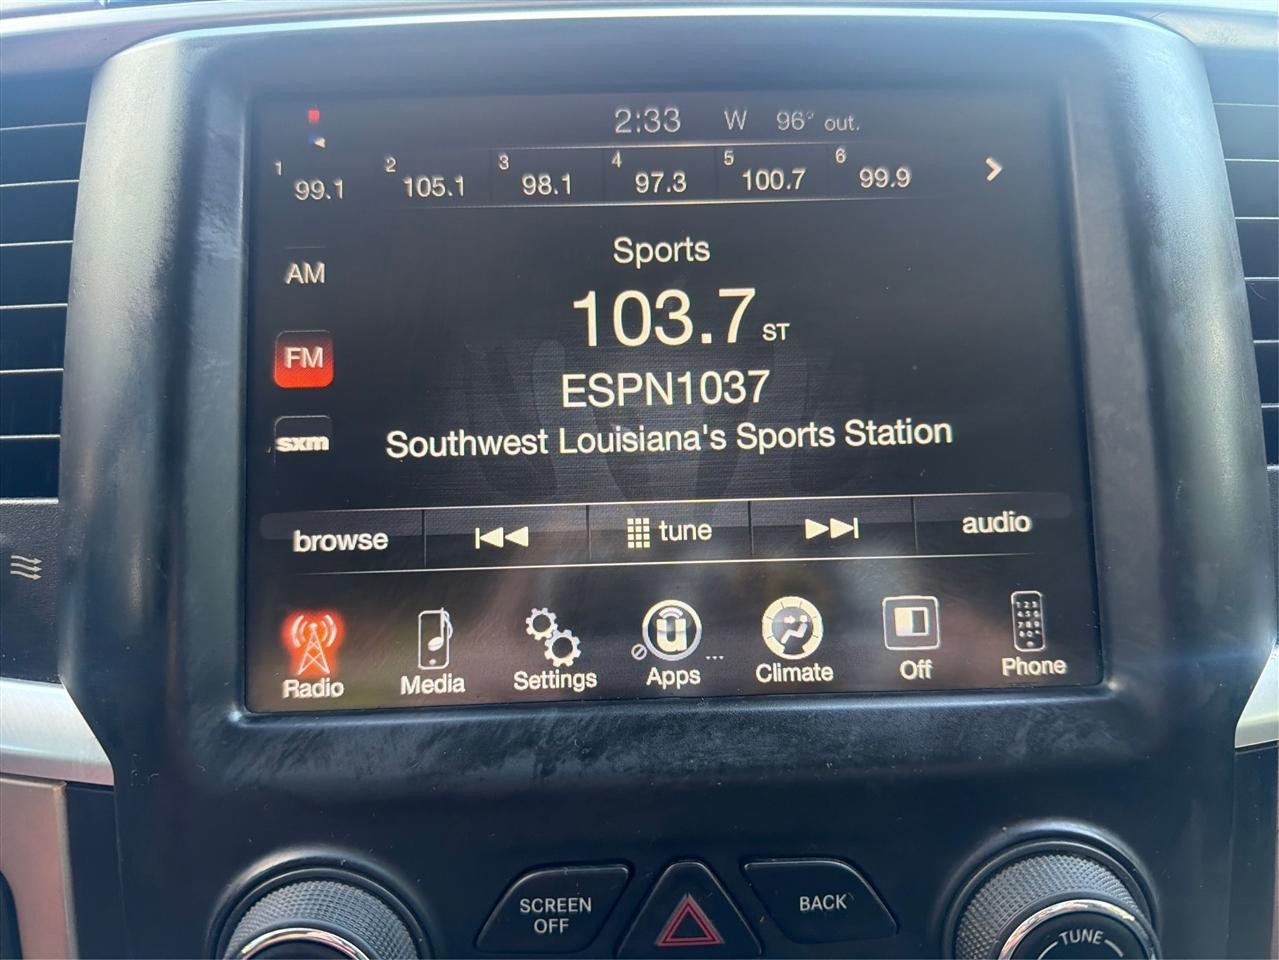 2:33 W 96° out.
1 99.1 2 105.1 3 98.1 4 97.3 5 100.7 6 99.9
Sports
AM
103.7 ST
FM
ESPN1037
sxm
Southwest Louisiana's Sports Station
browse tune audio
Radio Media Settings Apps ... Climate Off Phone
SCREEN OFF
BACK
TUNE